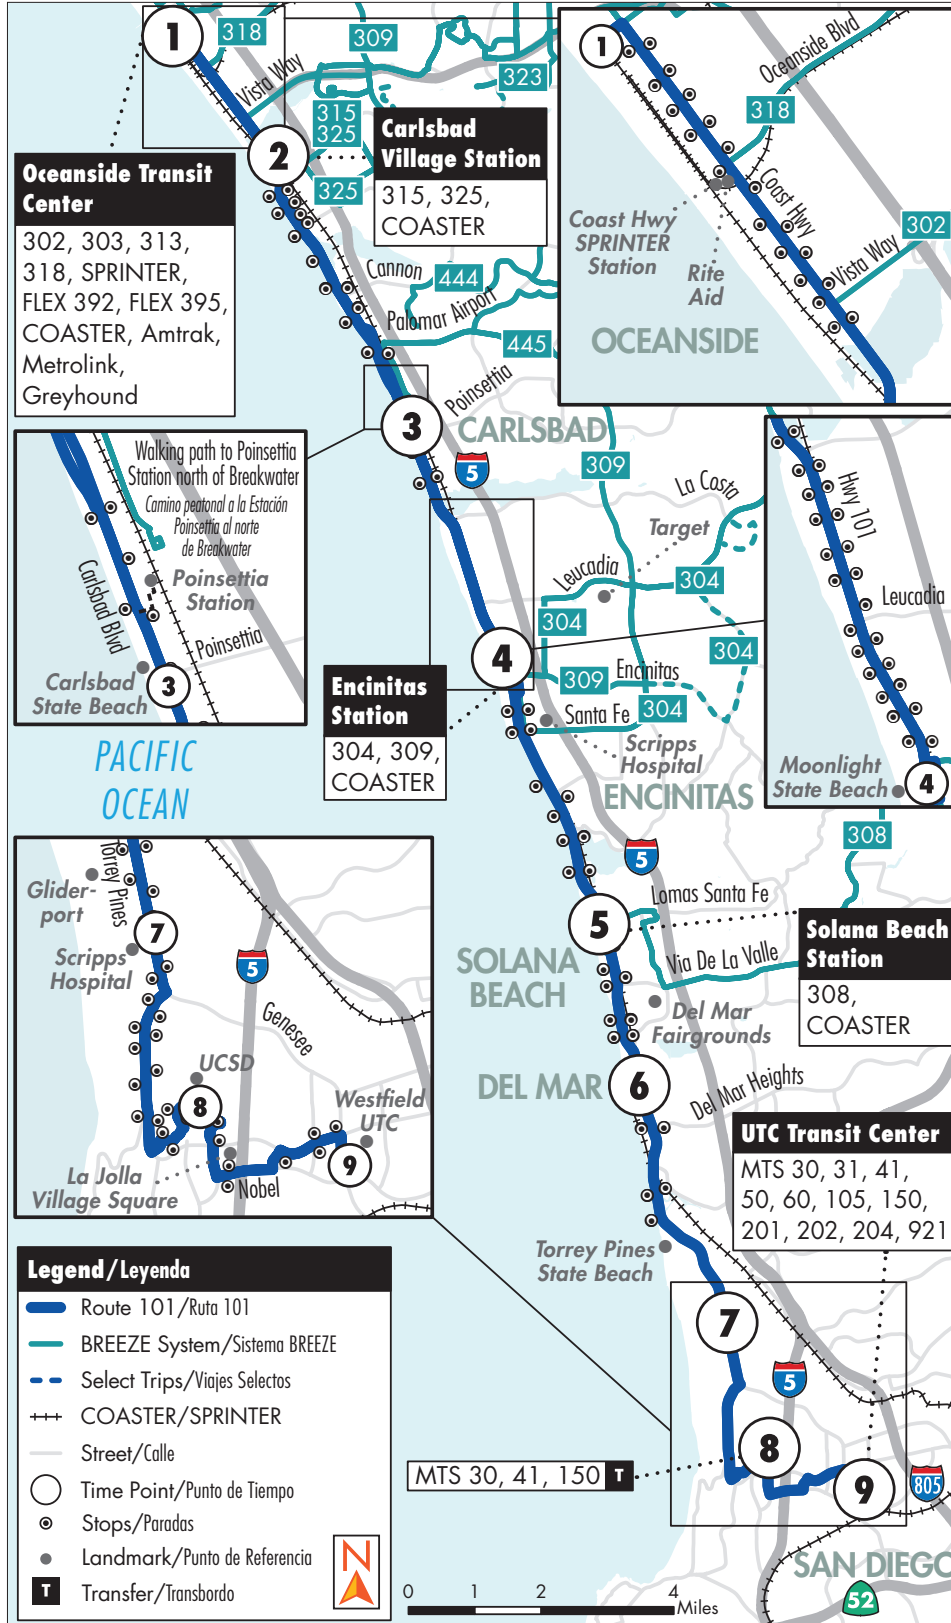 1
318
309
323
Vista Way
315
325
325
2
Carlsbad
Village Station
315, 325,
COASTER
Oceanside Transit
Center
302, 303, 313,
318, SPRINTER,
FLEX 392, FLEX 395,
COASTER, Amtrak,
Metrolink,
Greyhound
1
Oceanside Blvd
318
Coast Hwy
302
Coast Hwy
SPRINTER
Station
Rite
Aid
Vista Way
OCEANSIDE
Cannon
444
Palomar Airport
445
Poinsettia
3
CARLSBAD
5
309
La Costa
Target
Leucadia
304
304
304
4
309
Encinitas
304
Santa Fe
Scripps
Hospital
ENCINITAS
Walking path to Poinsettia
Station north of Breakwater
Camino peatonal a la Estación
Poinsettia al norte
de Breakwater
Carlsbad Blvd
Poinsettia
Station
Poinsettia
Carlsbad
State Beach
3
Hwy 101
Leucadia
Moonlight
State Beach
4
Encinitas
Station
304, 309,
COASTER
PACIFIC
OCEAN
308
5
Lomas Santa Fe
5
Solana Beach
Station
308,
COASTER
Via De La Valle
SOLANA
BEACH
Del Mar
Fairgrounds
DEL MAR
6
Del Mar Heights
Torrey Pines
Glider-
port
7
Scripps
Hospital
5
Genesee
UCSD
8
Westfield
UTC
9
La Jolla
Village Square
Nobel
UTC Transit Center
MTS 30, 31, 41,
50, 60, 105, 150,
201, 202, 204, 921
Torrey Pines
State Beach
7
5
8
9
805
MTS 30, 41, 150 T
SAN DIEGO
52
Legend/Leyenda
Route 101/Ruta 101
BREEZE System/Sistema BREEZE
Select Trips/Viajes Selectos
COASTER/SPRINTER
Street/Calle
Time Point/Punto de Tiempo
Stops/Paradas
Landmark/Punto de Referencia
T Transfer/Transbordo
N
0 1 2 4
Miles